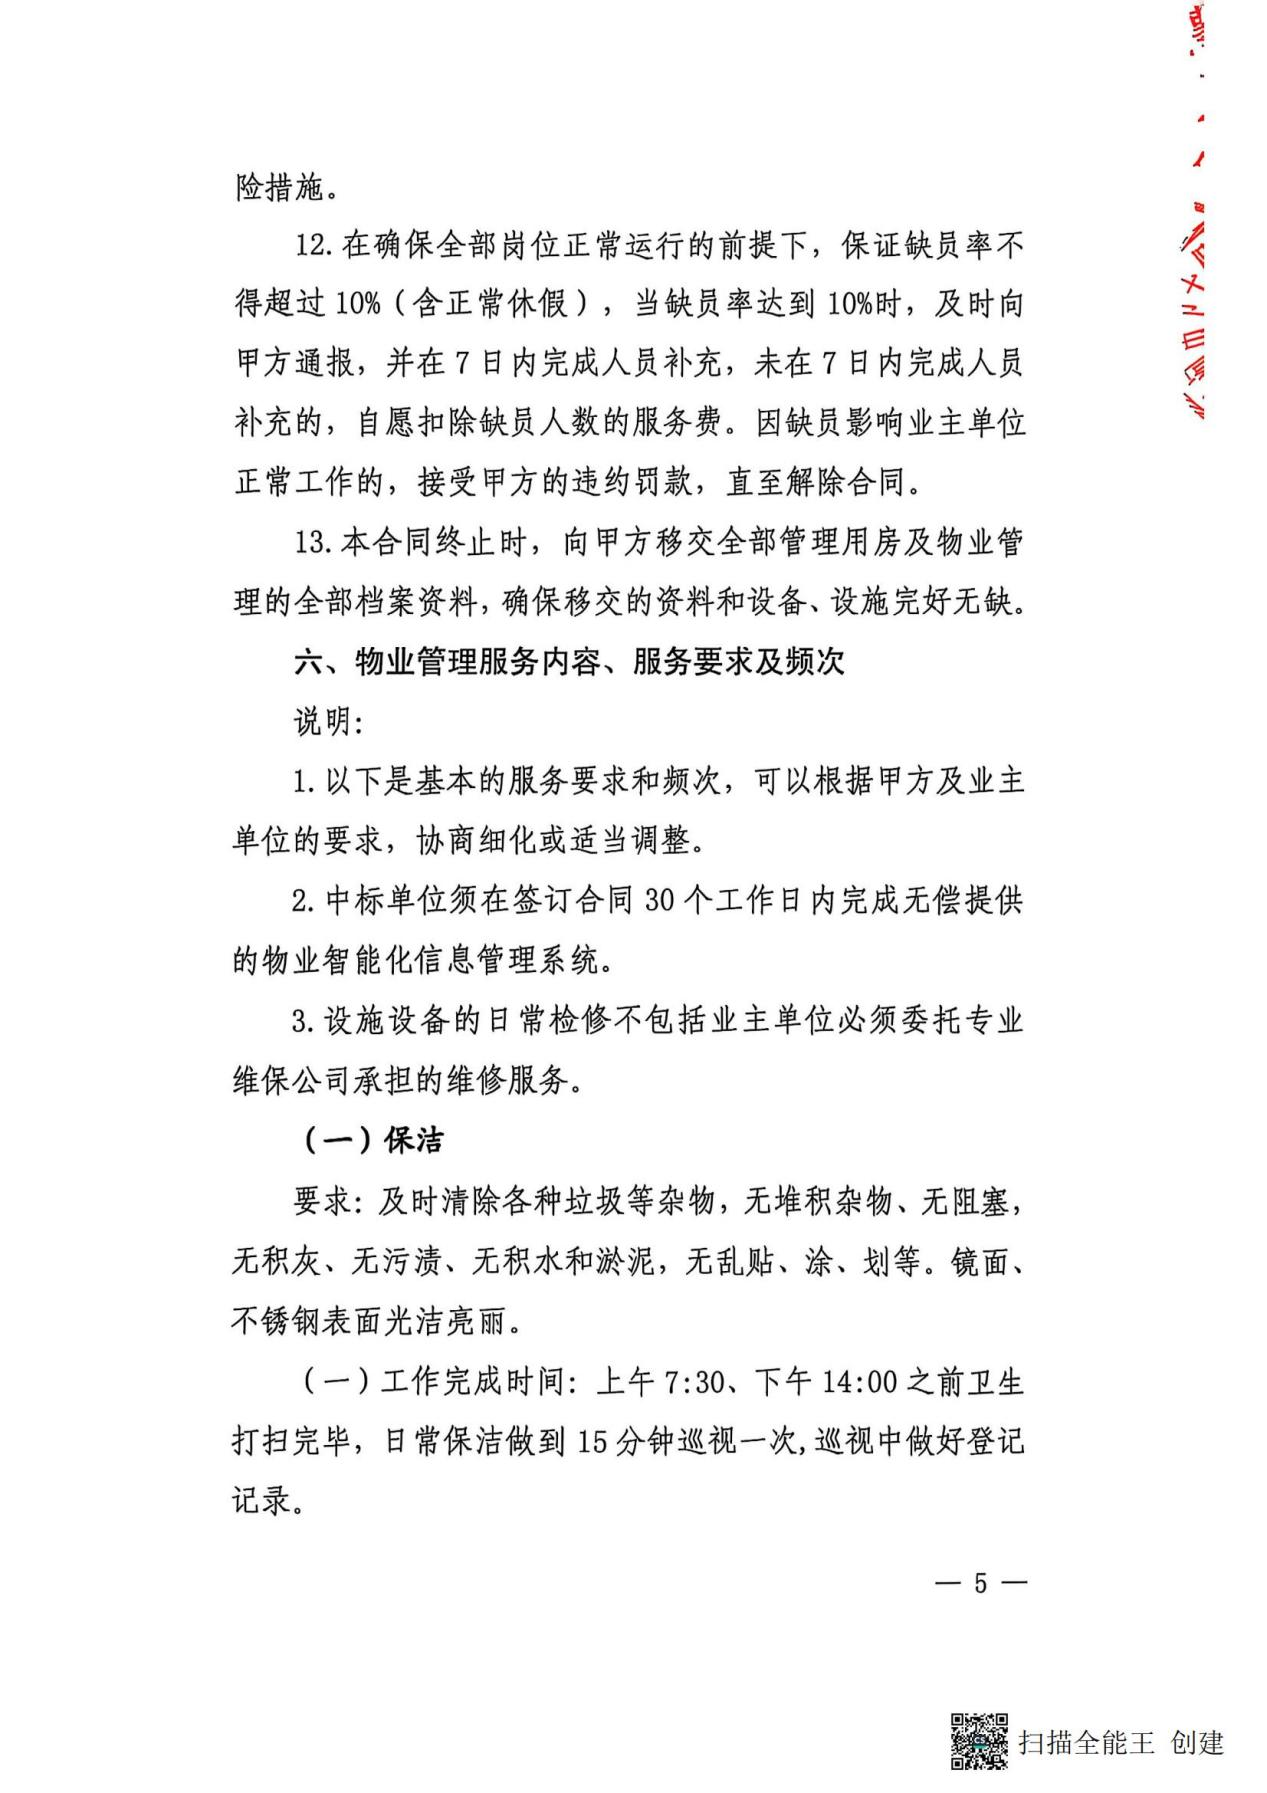 险措施。
12.在确保全部岗位正常运行的前提下，保证缺员率不
得超过10%（含正常休假），当缺员率达到10%时，及时向
甲方通报，并在7日内完成人员补充，未在7日内完成人员
补充的，自愿扣除缺员人数的服务费。因缺员影响业主单位
正常工作的，接受甲方的违约罚款，直至解除合同。
13.本合同终止时，向甲方移交全部管理用房及物业管
理的全部档案资料，确保移交的资料和设备、设施完好无缺。
六、物业管理服务内容、服务要求及频次
说明：
1.以下是基本的服务要求和频次，可以根据甲方及业主
单位的要求，协商细化或适当调整。
2.中标单位须在签订合同30个工作日内完成无偿提供
的物业智能化信息管理系统。
3.设施设备的日常检修不包括业主单位必须委托专业
维保公司承担的维修服务。
（一）保洁
要求：及时清除各种垃圾等杂物，无堆积杂物、无阻塞，
无积灰、无污渍、无积水和淤泥，无乱贴、涂、划等。镜面、
不锈钢表面光洁亮丽。
（一）工作完成时间：上午7:30、下午14:00之前卫生
打扫完毕，日常保洁做到15分钟巡视一次,巡视中做好登记
记录。
— 5 —
扫描全能王 创建